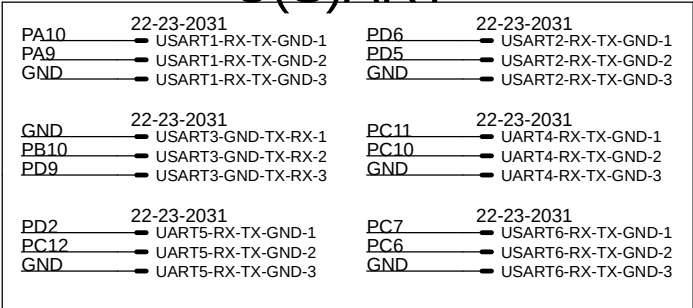 22-23-2031
PA10 USART1-RX-TX-GND-1
PA9 USART1-RX-TX-GND-2
GND USART1-RX-TX-GND-3
22-23-2031
PD6 USART2-RX-TX-GND-1
PD5 USART2-RX-TX-GND-2
GND USART2-RX-TX-GND-3
22-23-2031
GND USART3-GND-TX-RX-1
PB10 USART3-GND-TX-RX-2
PD9 USART3-GND-TX-RX-3
22-23-2031
PC11 UART4-RX-TX-GND-1
PC10 UART4-RX-TX-GND-2
GND UART4-RX-TX-GND-3
22-23-2031
PD2 UART5-RX-TX-GND-1
PC12 UART5-RX-TX-GND-2
GND UART5-RX-TX-GND-3
22-23-2031
PC7 USART6-RX-TX-GND-1
PC6 USART6-RX-TX-GND-2
GND USART6-RX-TX-GND-3